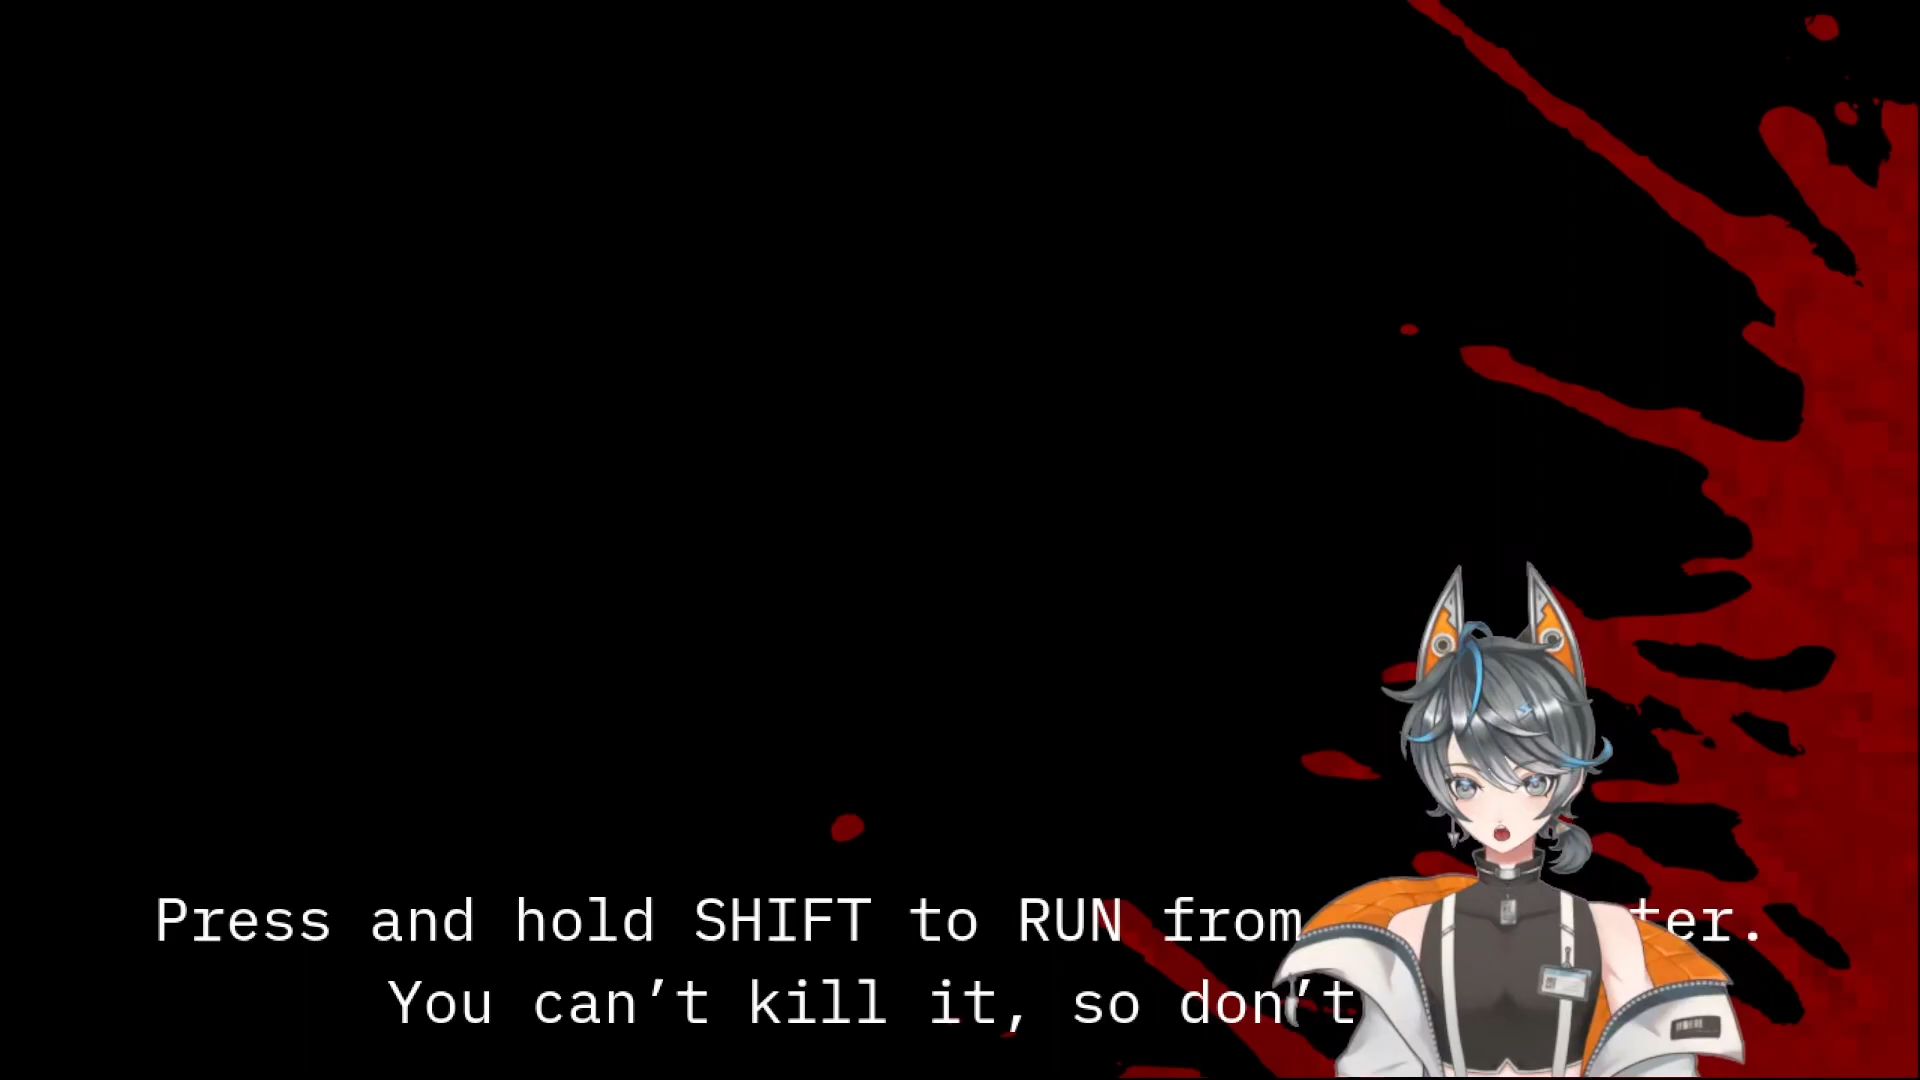 Press and hold SHIFT to RUN from ter.
You can’t kill it, so don’t